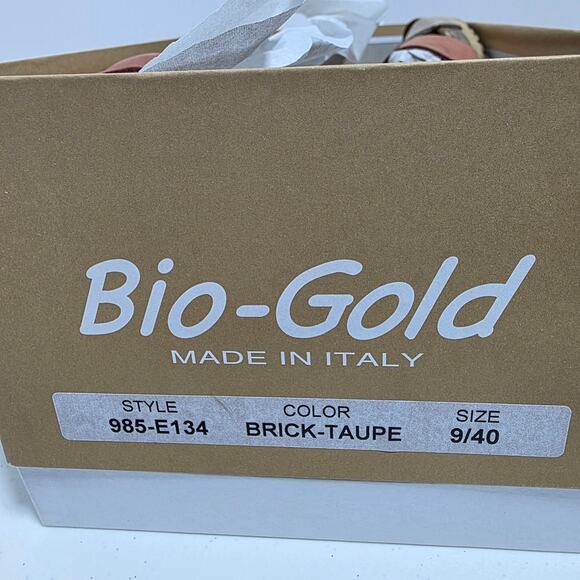 Bio-Gold
MADE IN ITALY
STYLE COLOR SIZE
985-E134 BRICK-TAUPE 9/40